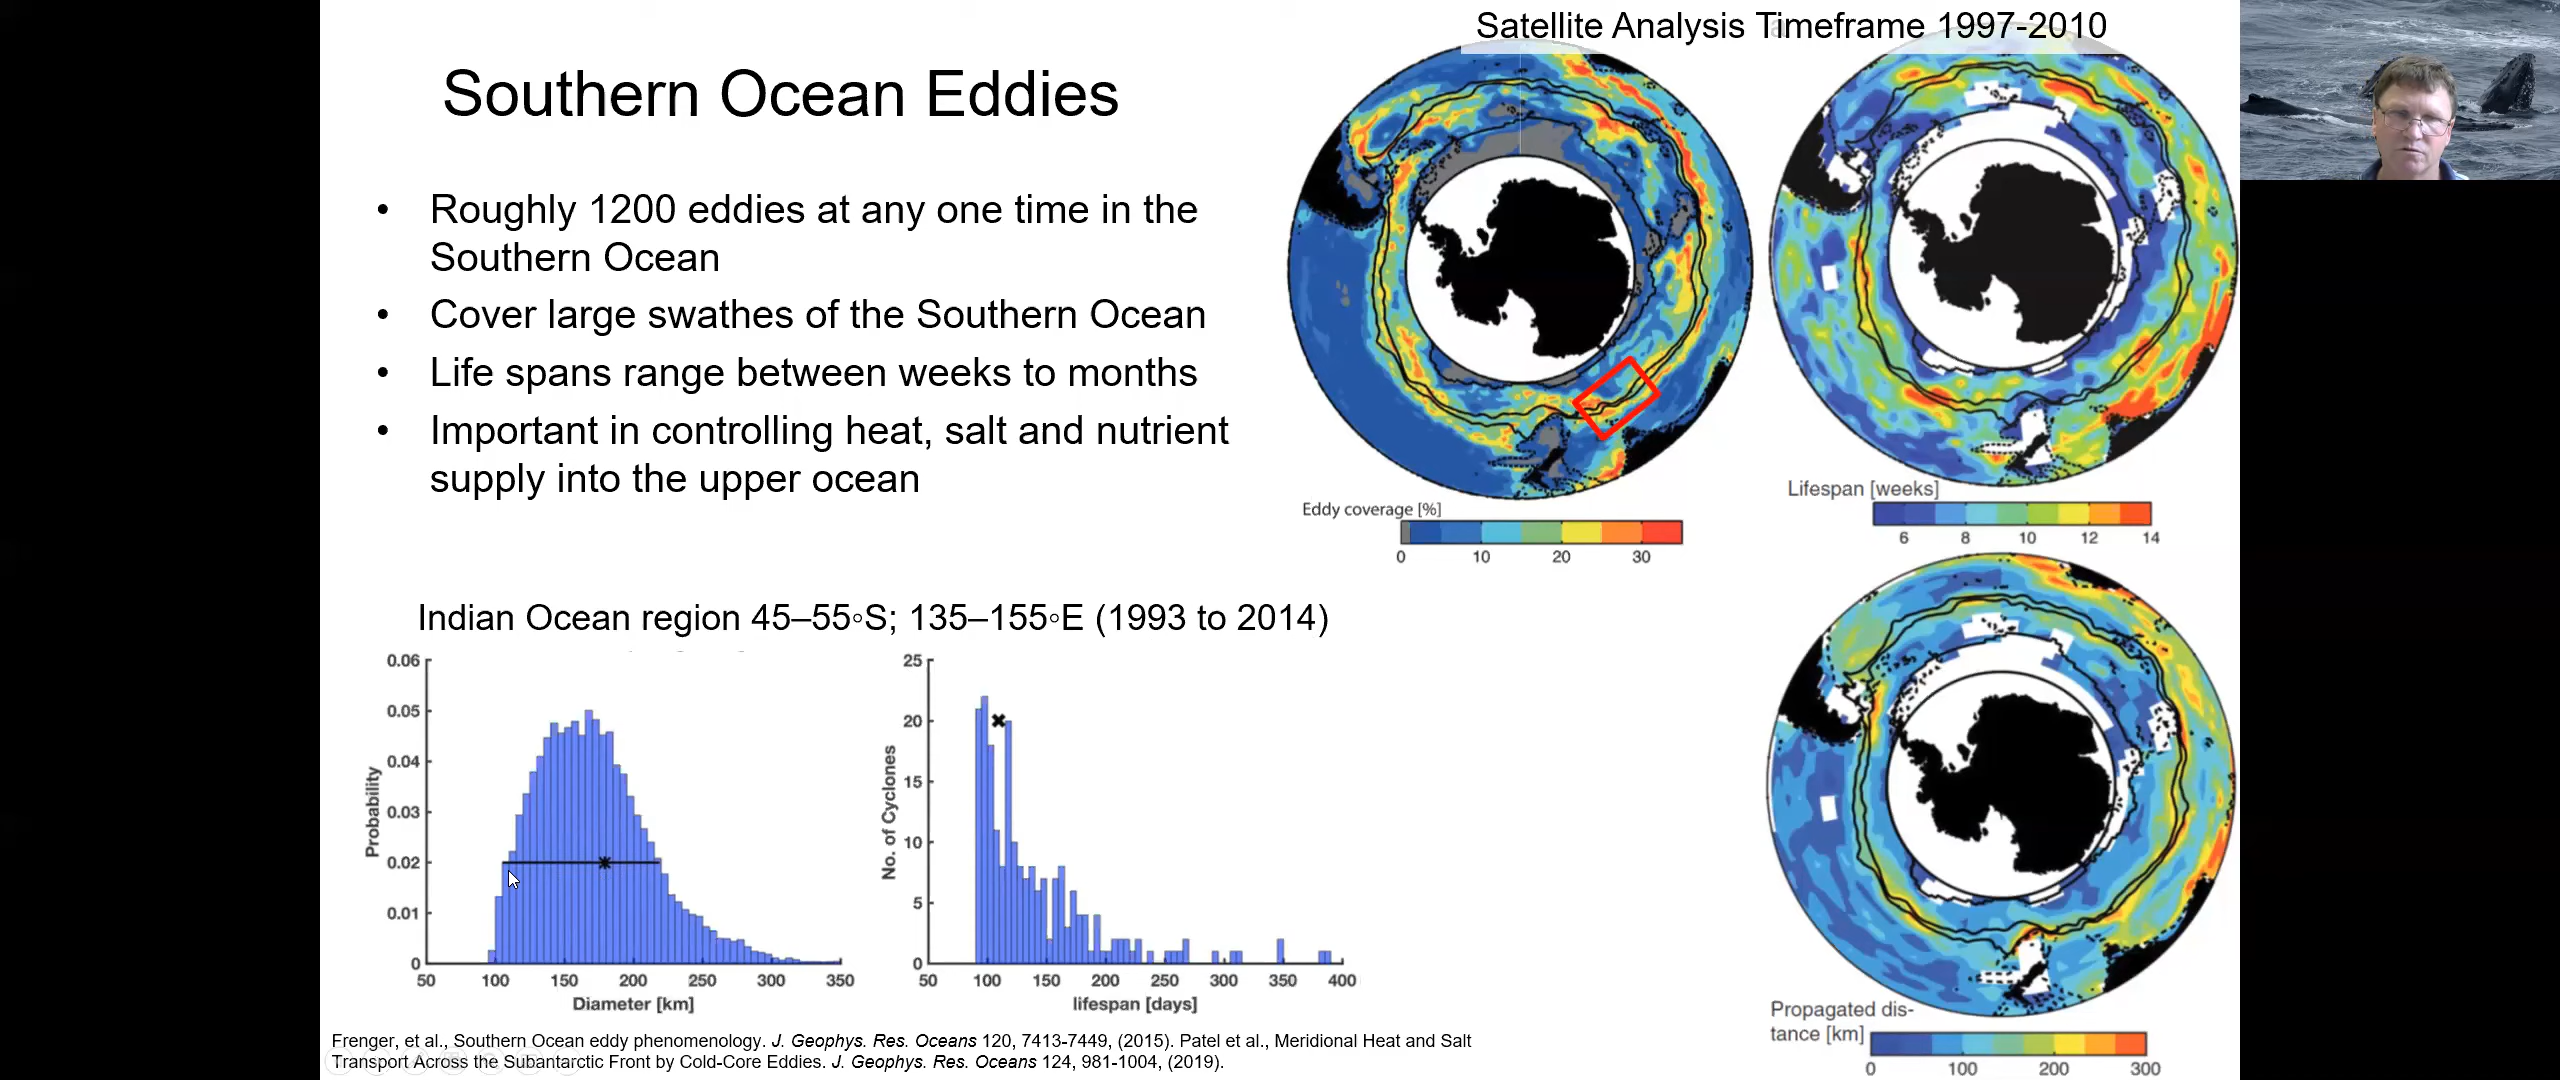 Satellite Analysis Timeframe 1997-2010
Southern Ocean Eddies
• Roughly 1200 eddies at any one time in the
Southern Ocean
• Cover large swathes of the Southern Ocean
• Life spans range between weeks to months
• Important in controlling heat, salt and nutrient
supply into the upper ocean
Eddy coverage [%]
0 10 20 30
Lifespan [weeks]
6 8 10 12 14
Indian Ocean region 45–55◦S; 135–155◦E (1993 to 2014)
Probability
0.06
0.05
0.04
0.03
0.02
0.01
0
50 100 150 200 250 300 350
Diameter [km]
No. of Cyclones
25
20
15
10
5
0
50 100 150 200 250 300 350 400
lifespan [days]
Propagated dis-
tance [km]
0 100 200 300
Frenger, et al., Southern Ocean eddy phenomenology. J. Geophys. Res. Oceans 120, 7413-7449, (2015). Patel et al., Meridional Heat and Salt
Transport Across the Subantarctic Front by Cold-Core Eddies. J. Geophys. Res. Oceans 124, 981-1004, (2019).